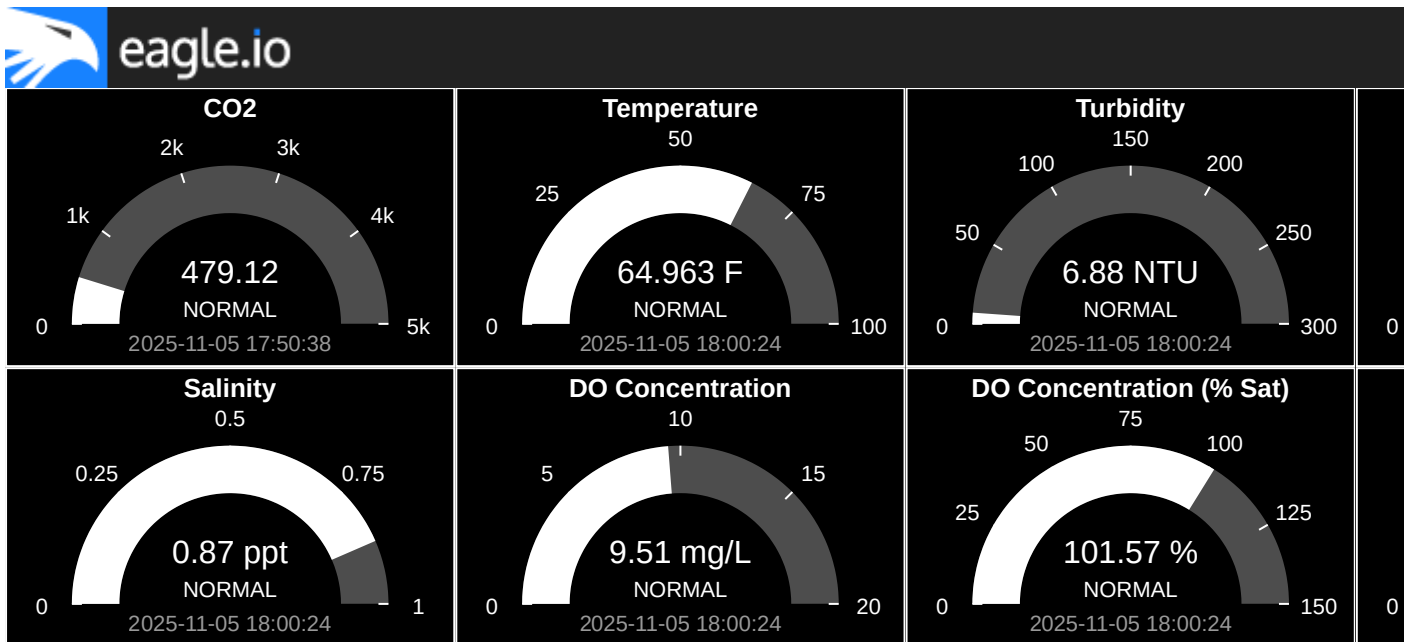 eagle.io
CO2
0
1k
2k
3k
4k
5k
479.12
NORMAL
2025-11-05 17:50:38
Temperature
0
25
50
75
100
64.963 F
NORMAL
2025-11-05 18:00:24
Turbidity
0
50
100
150
200
250
300
6.88 NTU
NORMAL
2025-11-05 18:00:24
0
Salinity
0
0.25
0.5
0.75
1
0.87 ppt
NORMAL
2025-11-05 18:00:24
DO Concentration
0
5
10
15
20
9.51 mg/L
NORMAL
2025-11-05 18:00:24
DO Concentration (% Sat)
0
25
50
75
100
125
150
101.57 %
NORMAL
2025-11-05 18:00:24
0